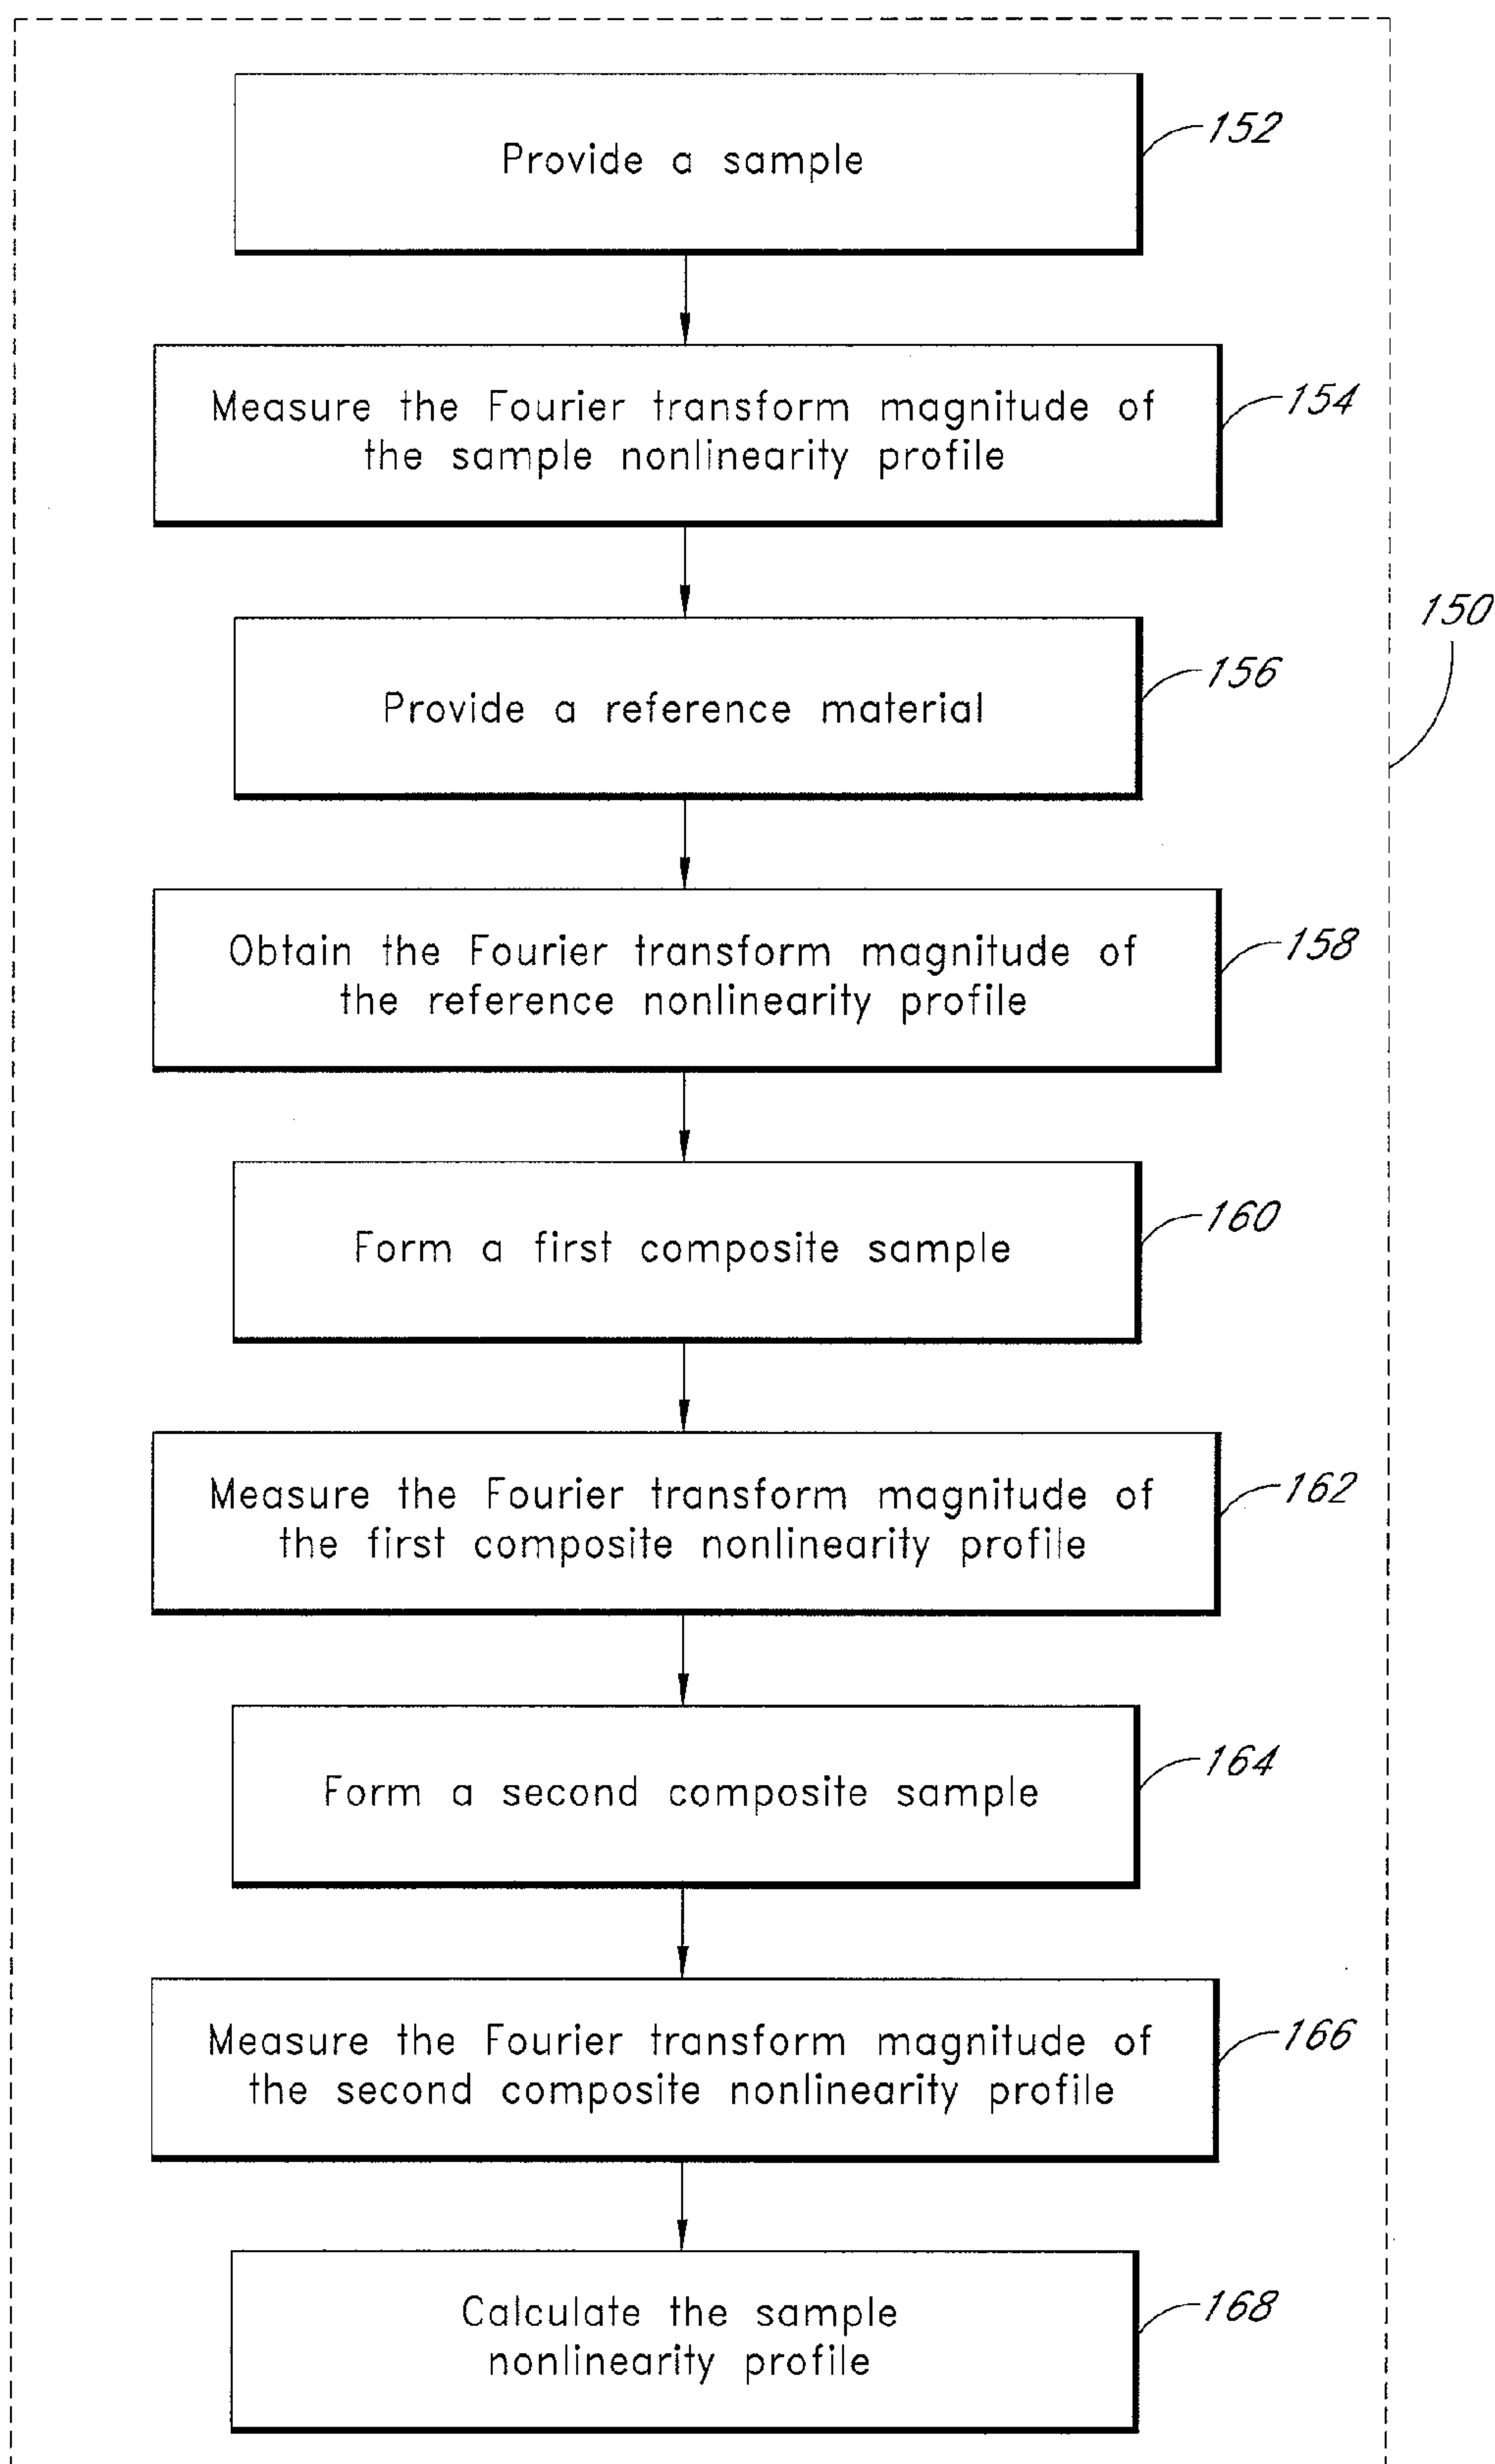 Provide a sample
152
Measure the Fourier transform magnitude of
the sample nonlinearity profile
154
Provide a reference material
156
150
Obtain the Fourier transform magnitude of
the reference nonlinearity profile
158
Form a first composite sample
160
Measure the Fourier transform magnitude of
the first composite nonlinearity profile
162
Form a second composite sample
164
Measure the Fourier transform magnitude of
the second composite nonlinearity profile
166
Calculate the sample
nonlinearity profile
168